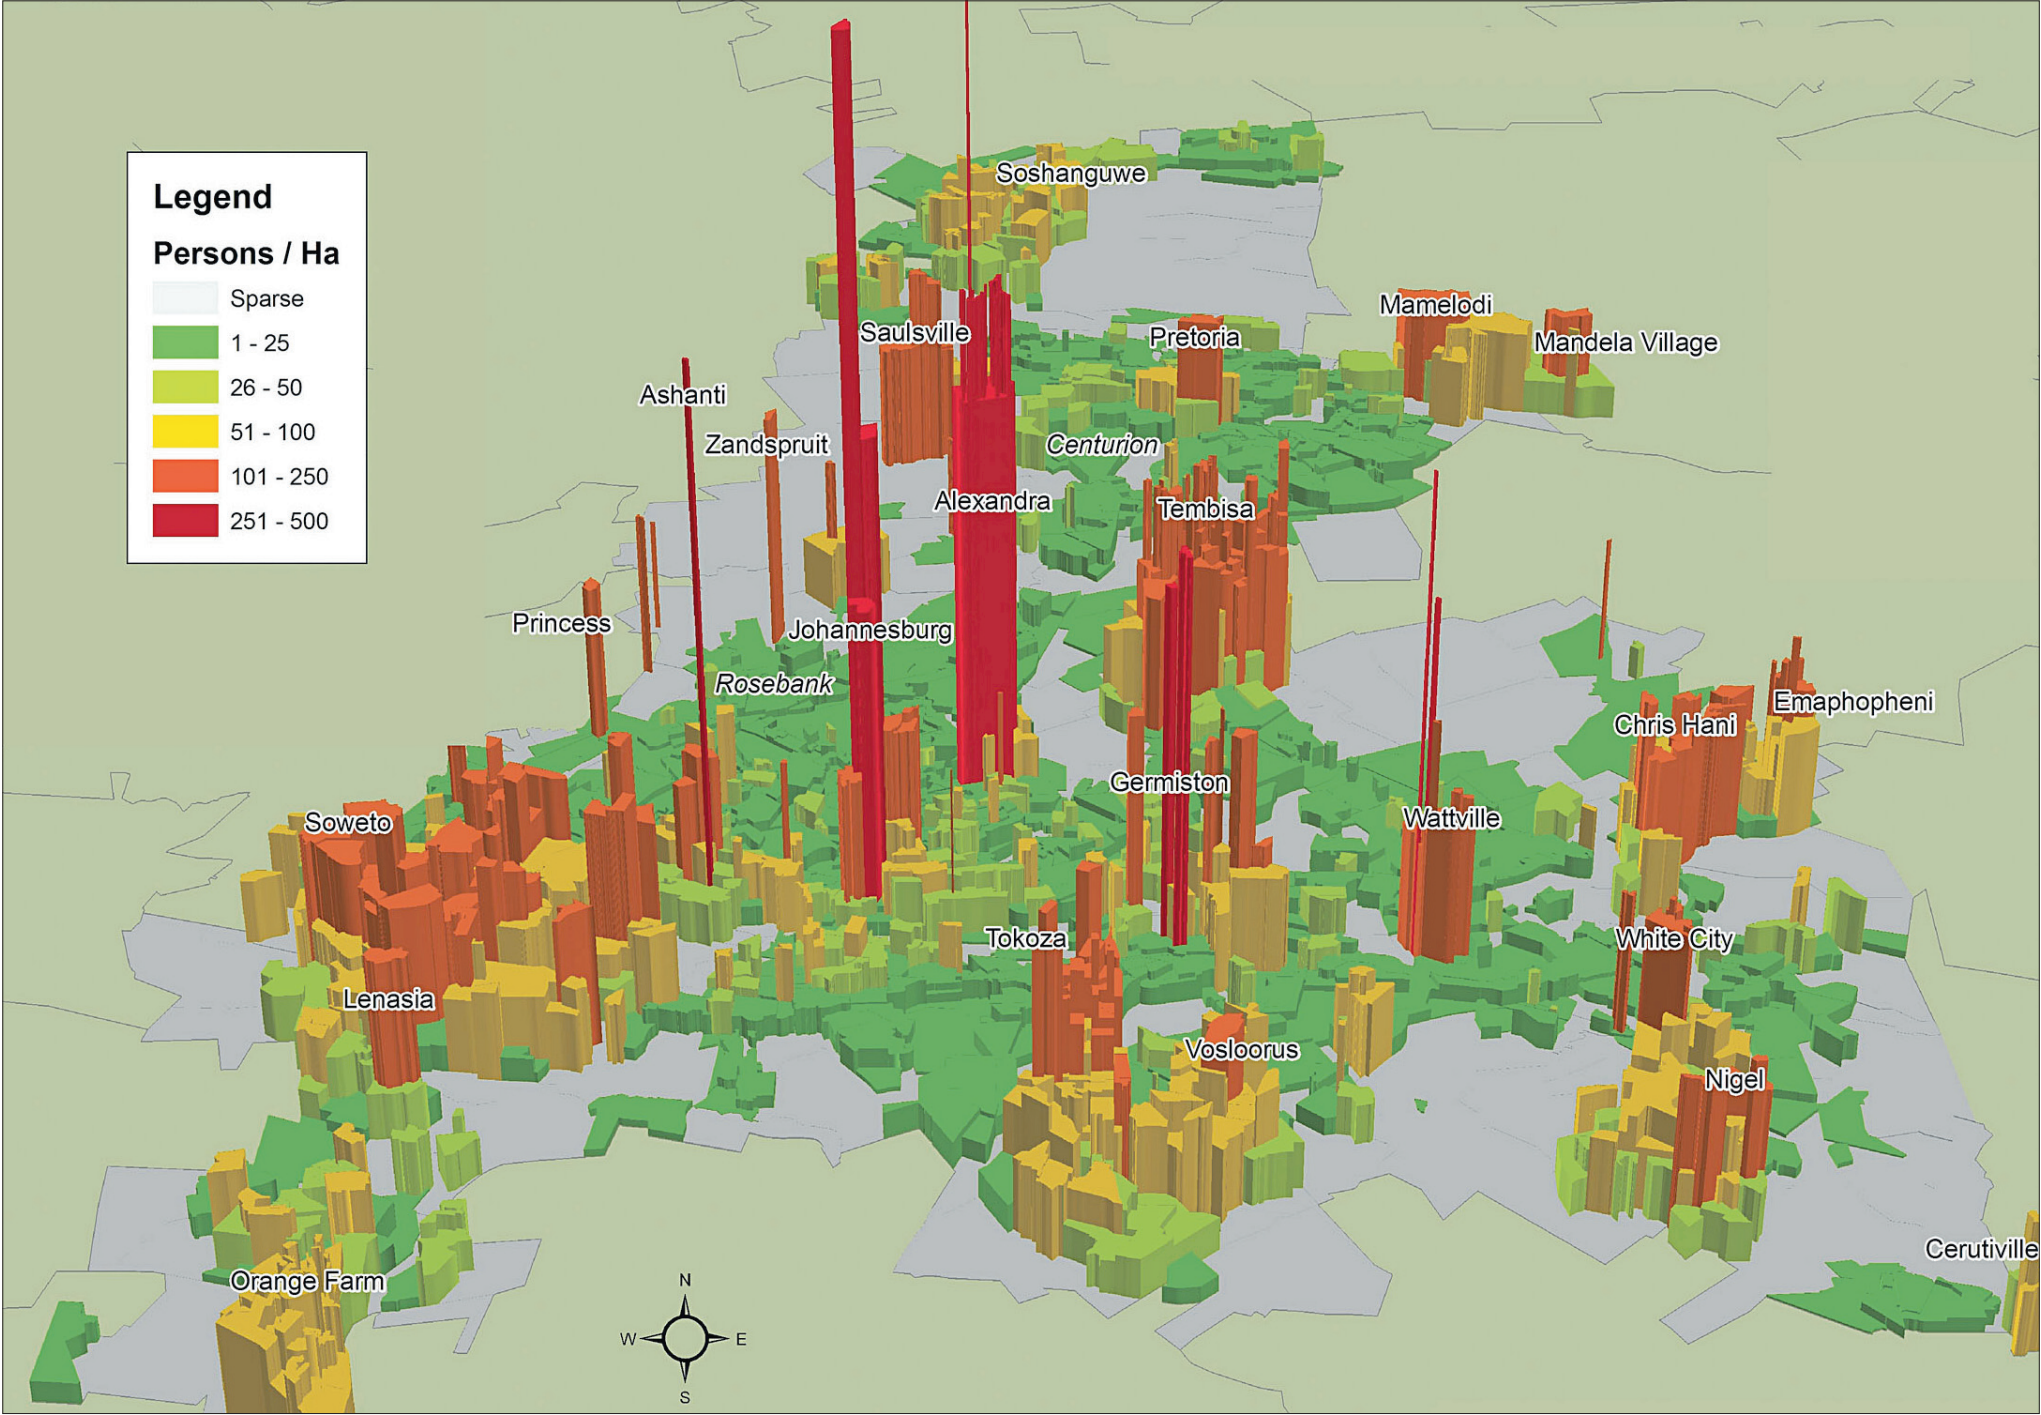 Legend
Persons / Ha
Sparse
1 - 25
26 - 50
51 - 100
101 - 250
251 - 500
Soshanguwe
Mamelodi
Saulsville
Pretoria
Mandela Village
Ashanti
Zandspruit
Centurion
Alexandra
Tembisa
Princess
Johannesburg
Rosebank
Emaphopheni
Chris Hani
Germiston
Soweto
Wattville
Tokoza
White City
Lenasia
Vosloorus
Nigel
Cerutiville
Orange Farm
N
W
E
S